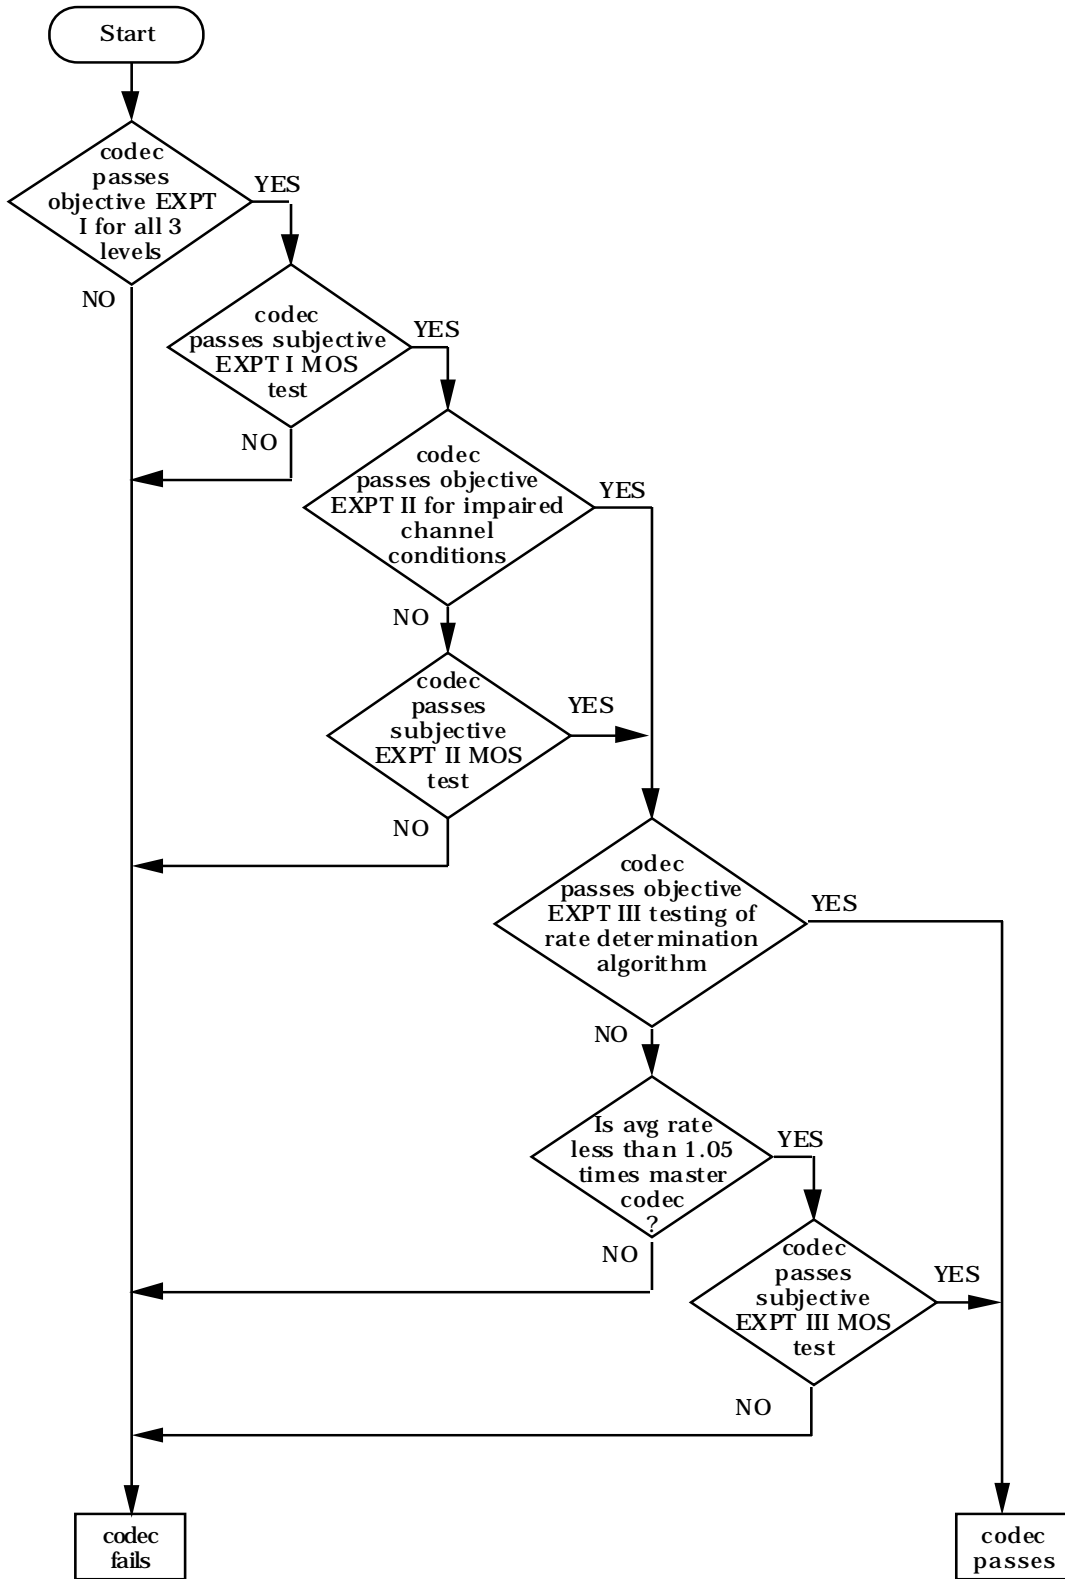 Start
codec
passes
objective EXPT
I for all 3
levels
YES
NO
codec
passes subjective
EXPT I MOS
test
YES
NO
codec
passes objective
EXPT II for impaired
channel
conditions
YES
NO
codec
passes
subjective
EXPT II MOS
test
YES
NO
codec
passes objective
EXPT III testing of
rate determination
algorithm
YES
NO
Is avg rate
less than 1.05
times master
codec
?
YES
NO
codec
passes
subjective
EXPT III MOS
test
YES
NO
codec
fails
codec
passes